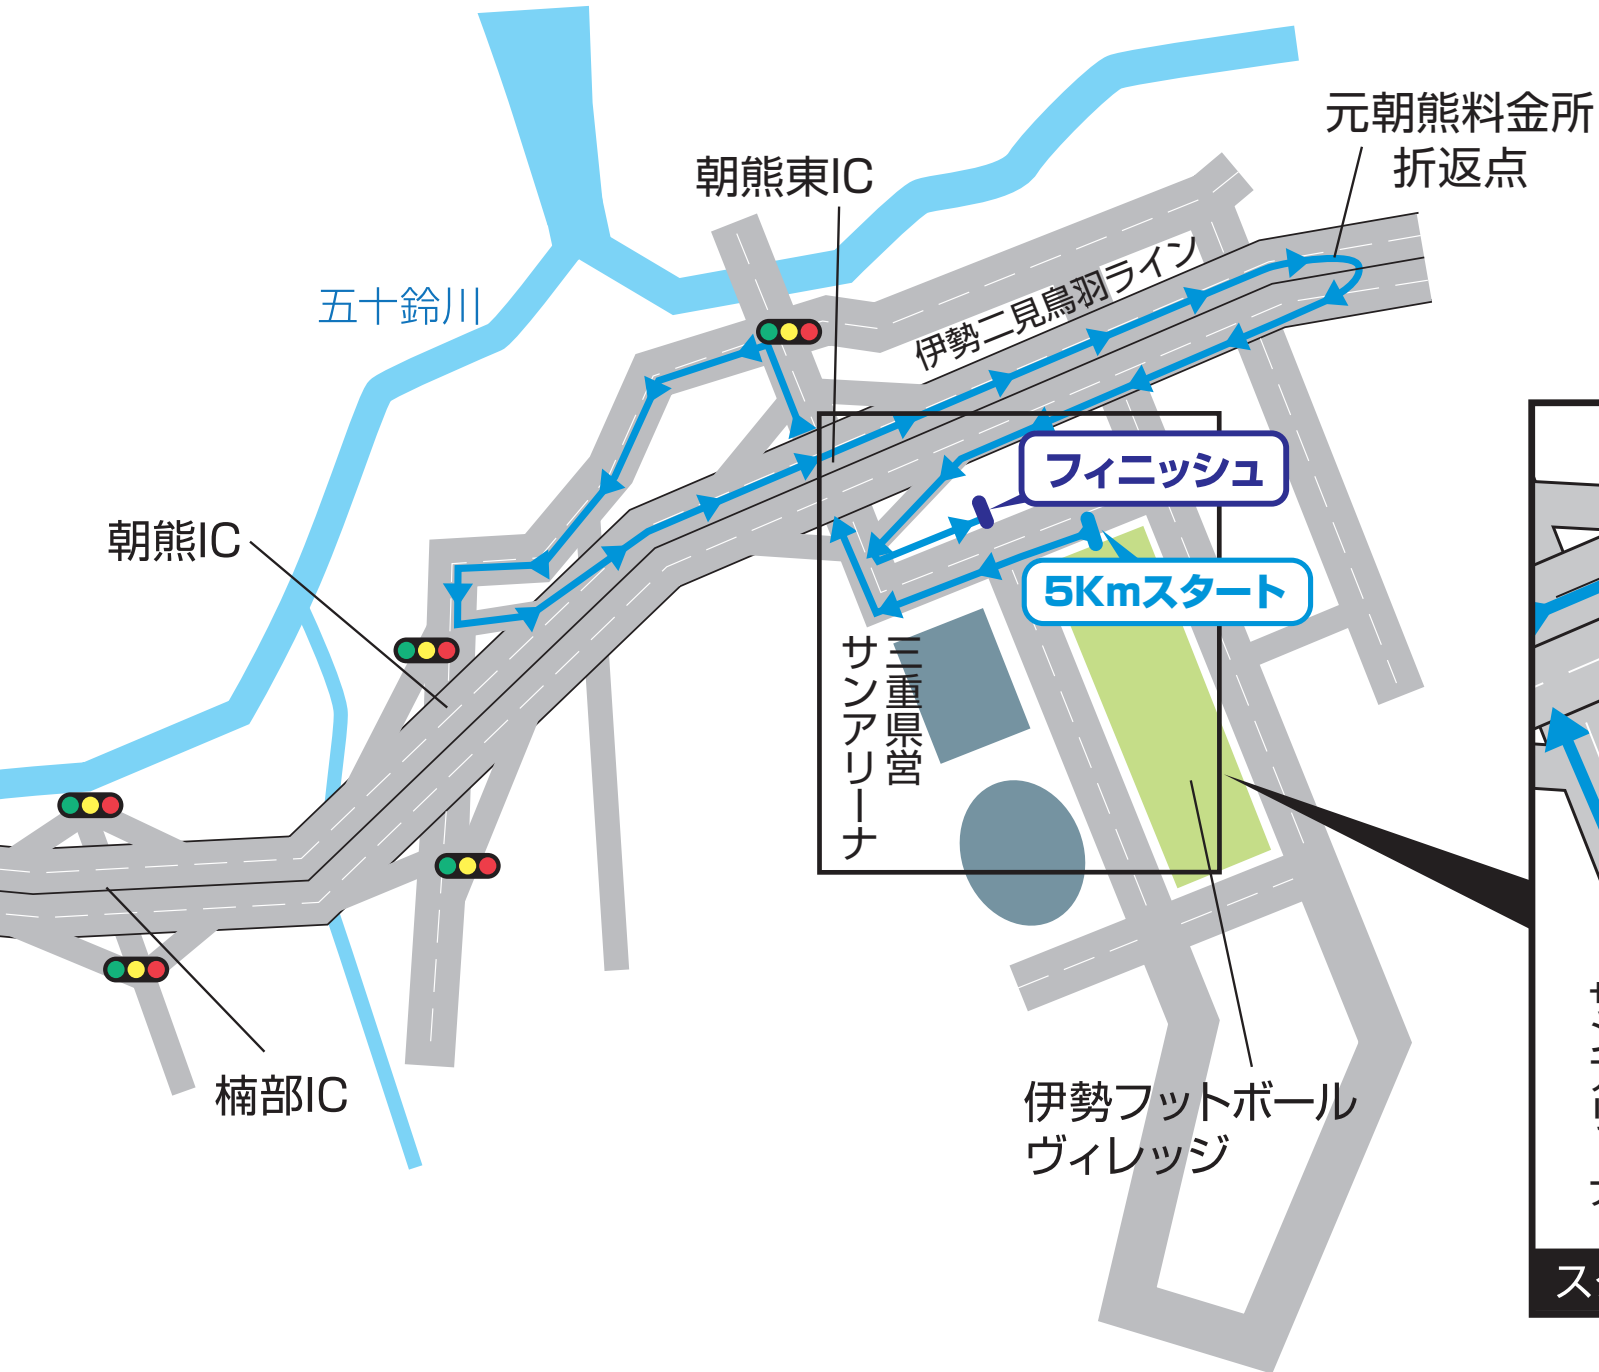 元朝熊料金所
折返点
朝熊東IC
伊勢二見鳥羽ライン
五十鈴川
フィニッシュ
朝熊IC
5Kmスタート
三重県営
サンアリーナ
楠部IC
伊勢フットボール
ヴィレッジ